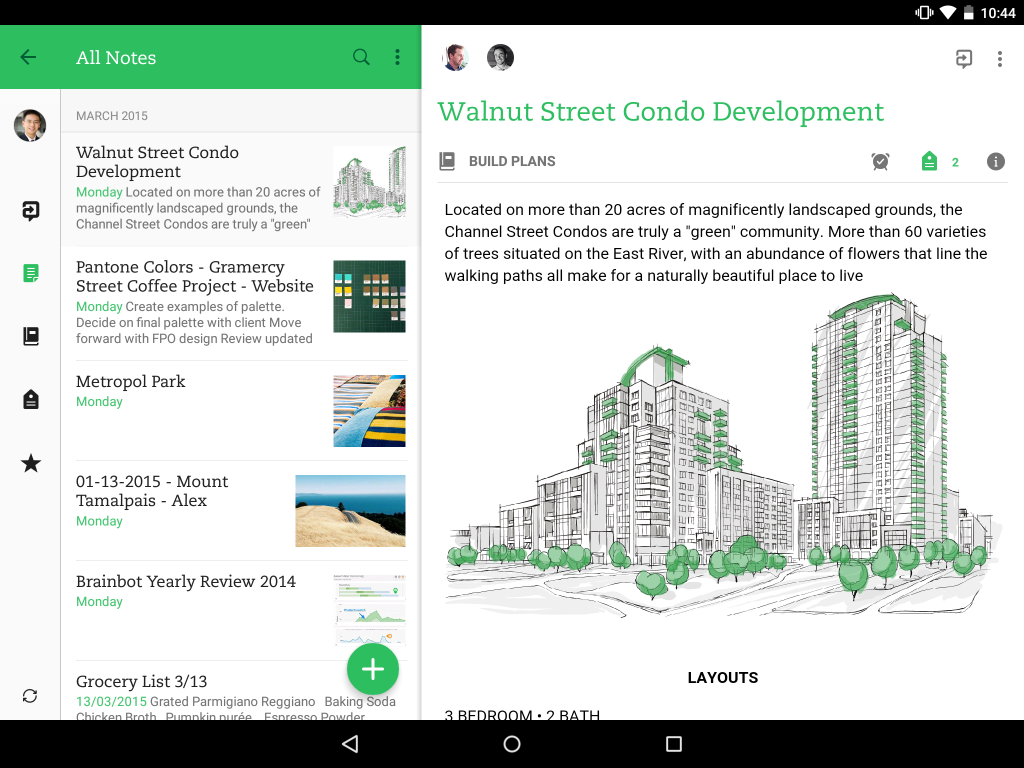 10:44
All Notes
MARCH 2015
Walnut Street Condo
Development
Monday Located on more than 20 acres of
magnificently landscaped grounds, the
Channel Street Condos are truly a "green"
Pantone Colors - Gramercy
Street Coffee Project - Website
Monday Create examples of palette.
Decide on final palette with client Move
forward with FPO design Review updated
Metropol Park
Monday
01-13-2015 - Mount
Tamalpais - Alex
Monday
Brainbot Yearly Review 2014
Monday
Grocery List 3/13
13/03/2015 Grated Parmigiano Reggiano Baking Soda
Chicken Broth Pumpkin purée Espresso Powder
Walnut Street Condo Development
BUILD PLANS
2
Located on more than 20 acres of magnificently landscaped grounds, the
Channel Street Condos are truly a "green" community. More than 60 varieties
of trees situated on the East River, with an abundance of flowers that line the
walking paths all make for a naturally beautiful place to live
LAYOUTS
3 BEDROOM • 2 BATH